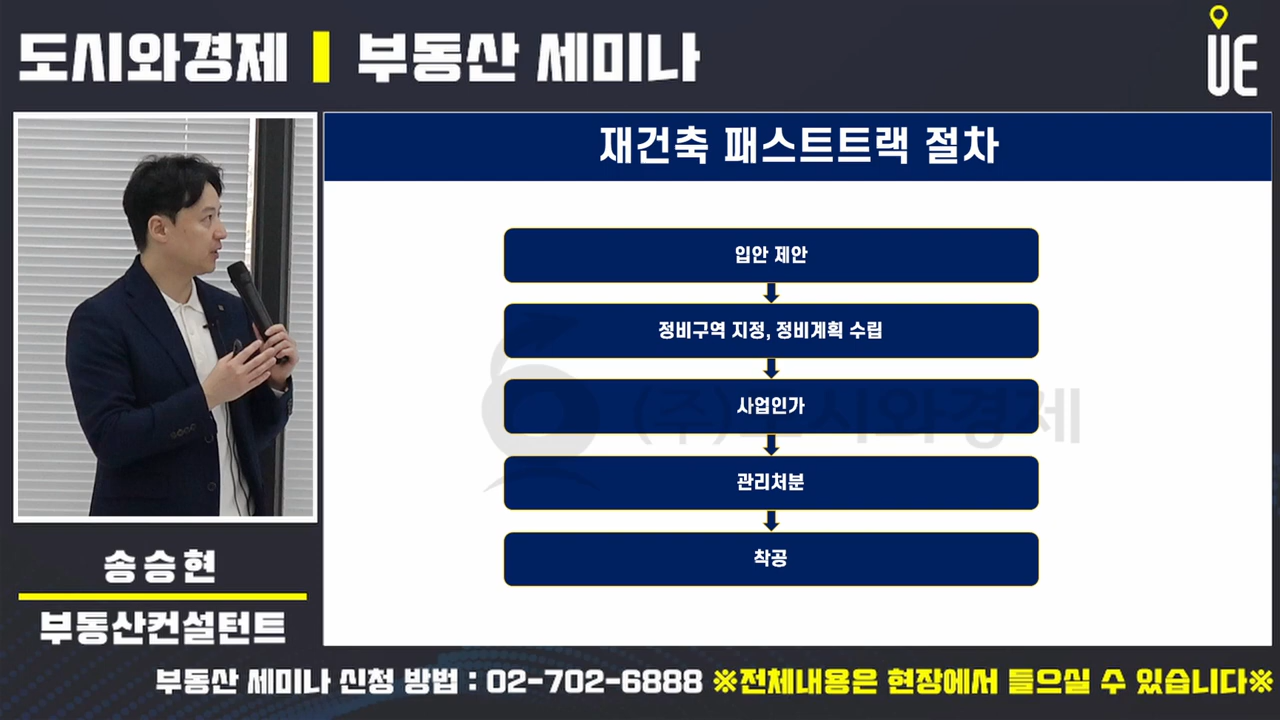 도시와경제 | 부동산 세미나
UE
재건축 패스트트랙 절차
입안 제안
정비구역 지정, 정비계획 수립
사업인가
관리처분
착공
(주)도시와경제
송승현
부동산컨설턴트
부동산 세미나 신청 방법 : 02-702-6888 ※전체내용은 현장에서 들으실 수 있습니다※